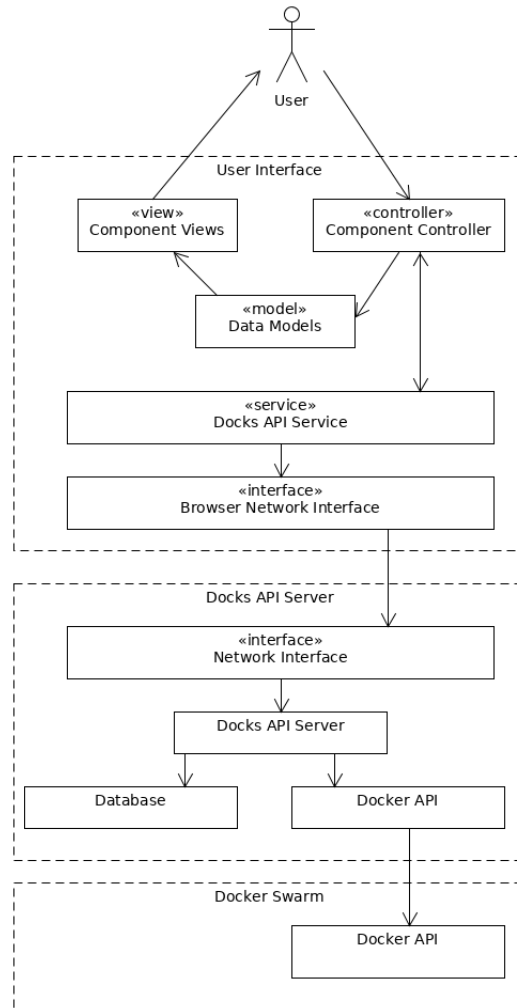 User
User Interface
«view»
Component Views
«controller»
Component Controller
«model»
Data Models
«service»
Docks API Service
«interface»
Browser Network Interface
Docks API Server
«interface»
Network Interface
Docks API Server
Database
Docker API
Docker Swarm
Docker API